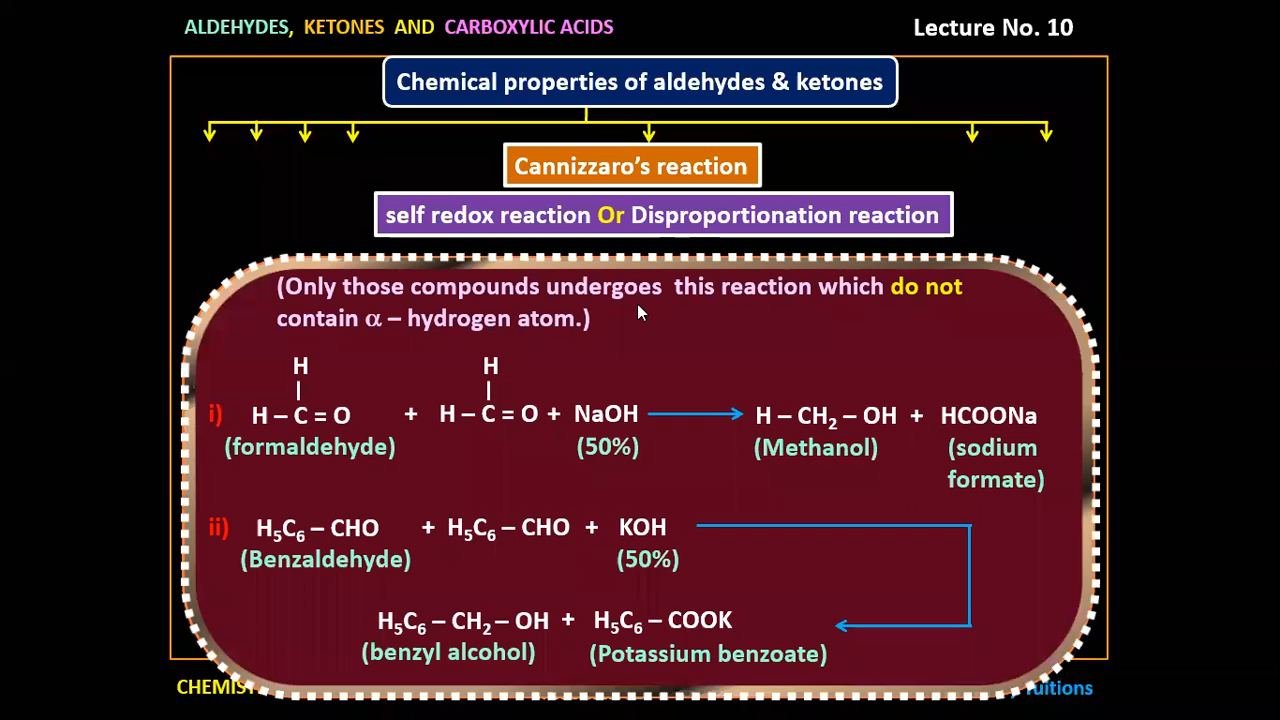 ALDEHYDES, KETONES AND CARBOXYLIC ACIDS
Lecture No. 10
Chemical properties of aldehydes & ketones
Cannizzaro's reaction
self redox reaction Or Disproportionation reaction
(Only those compounds undergoes this reaction which do not
contain α – hydrogen atom.)
H H
i) H – C = O + H – C = O + NaOH H – CH₂ – OH + HCOONa
(formaldehyde) (50%) (Methanol) (sodium
formate)
ii) H₅C₆ – CHO + H₅C₆ – CHO + KOH
(Benzaldehyde) (50%)
H₅C₆ – CH₂ – OH + H₅C₆ – COOK
(benzyl alcohol) (Potassium benzoate)